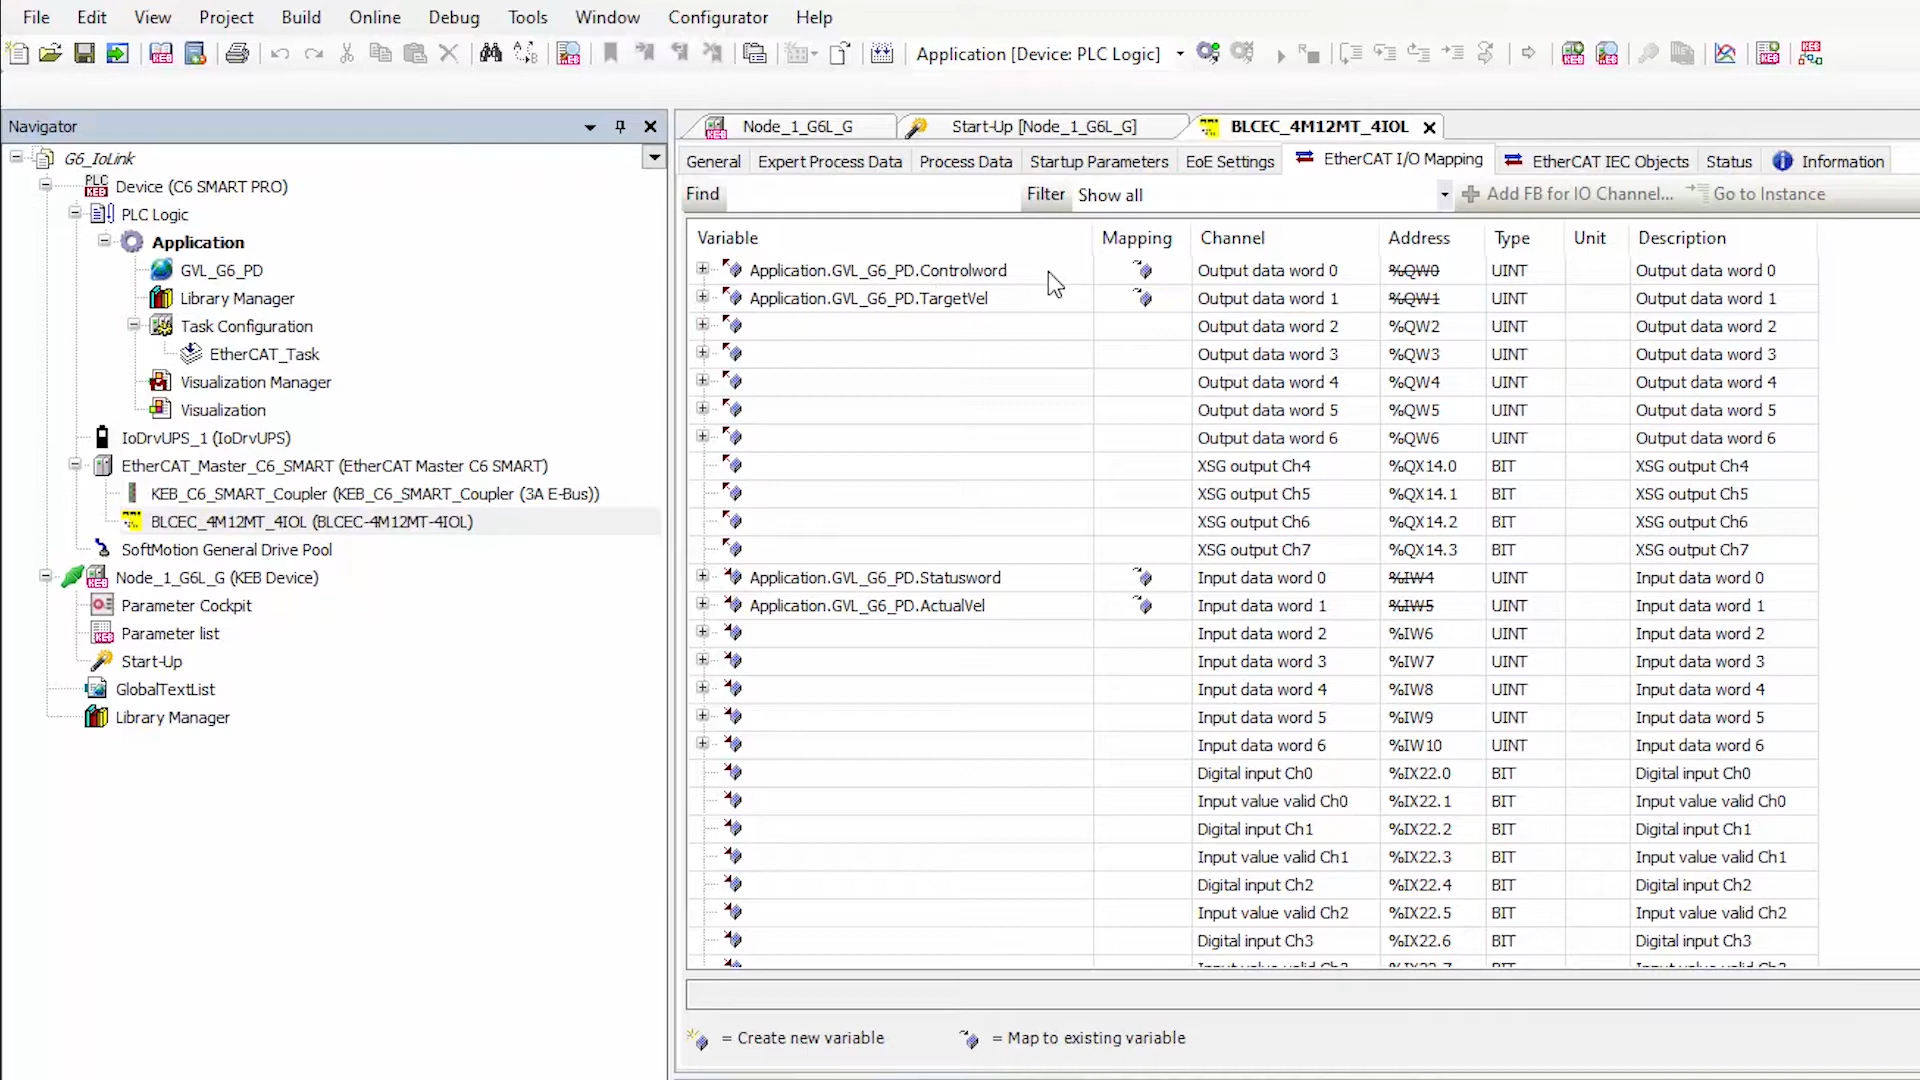 File Edit View Project Build Online Debug Tools Window Configurator Help
Application [Device: PLC Logic]
Navigator
G6_IoLink
Device (C6 SMART PRO)
PLC Logic
Application
GVL_G6_PD
Library Manager
Task Configuration
EtherCAT_Task
Visualization Manager
Visualization
IoDrvUPS_1 (IoDrvUPS)
EtherCAT_Master_C6_SMART (EtherCAT Master C6 SMART)
KEB_C6_SMART_Coupler (KEB_C6_SMART_Coupler (3A E-Bus))
BLCEC_4M12MT_4IOL (BLCEC-4M12MT-4IOL)
SoftMotion General Drive Pool
Node_1_G6L_G (KEB Device)
Parameter Cockpit
Parameter list
Start-Up
GlobalTextList
Library Manager
Node_1_G6L_G Start-Up [Node_1_G6L_G] BLCEC_4M12MT_4IOL
General Expert Process Data Process Data Startup Parameters EoE Settings EtherCAT I/O Mapping EtherCAT IEC Objects Status Information
Find Filter Show all Add FB for IO Channel... Go to Instance
Variable Mapping Channel Address Type Unit Description
Application.GVL_G6_PD.Controlword Output data word 0 %QW0 UINT Output data word 0
Application.GVL_G6_PD.TargetVel Output data word 1 %QW1 UINT Output data word 1
Output data word 2 %QW2 UINT Output data word 2
Output data word 3 %QW3 UINT Output data word 3
Output data word 4 %QW4 UINT Output data word 4
Output data word 5 %QW5 UINT Output data word 5
Output data word 6 %QW6 UINT Output data word 6
XSG output Ch4 %QX14.0 BIT XSG output Ch4
XSG output Ch5 %QX14.1 BIT XSG output Ch5
XSG output Ch6 %QX14.2 BIT XSG output Ch6
XSG output Ch7 %QX14.3 BIT XSG output Ch7
Application.GVL_G6_PD.Statusword Input data word 0 %IW4 UINT Input data word 0
Application.GVL_G6_PD.ActualVel Input data word 1 %IW5 UINT Input data word 1
Input data word 2 %IW6 UINT Input data word 2
Input data word 3 %IW7 UINT Input data word 3
Input data word 4 %IW8 UINT Input data word 4
Input data word 5 %IW9 UINT Input data word 5
Input data word 6 %IW10 UINT Input data word 6
Digital input Ch0 %IX22.0 BIT Digital input Ch0
Input value valid Ch0 %IX22.1 BIT Input value valid Ch0
Digital input Ch1 %IX22.2 BIT Digital input Ch1
Input value valid Ch1 %IX22.3 BIT Input value valid Ch1
Digital input Ch2 %IX22.4 BIT Digital input Ch2
Input value valid Ch2 %IX22.5 BIT Input value valid Ch2
Digital input Ch3 %IX22.6 BIT Digital input Ch3
= Create new variable = Map to existing variable